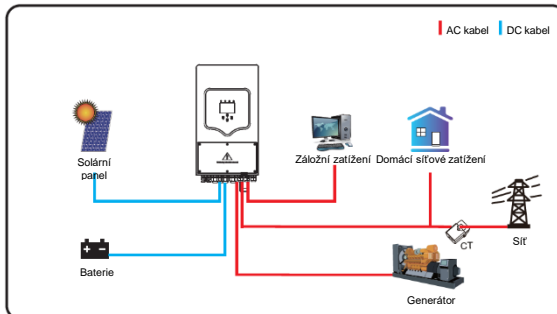 AC kabel
DC kabel
Solární
panel
Záložní zatížení
Domácí síťové zatížení
CT
Síť
Baterie
Generátor